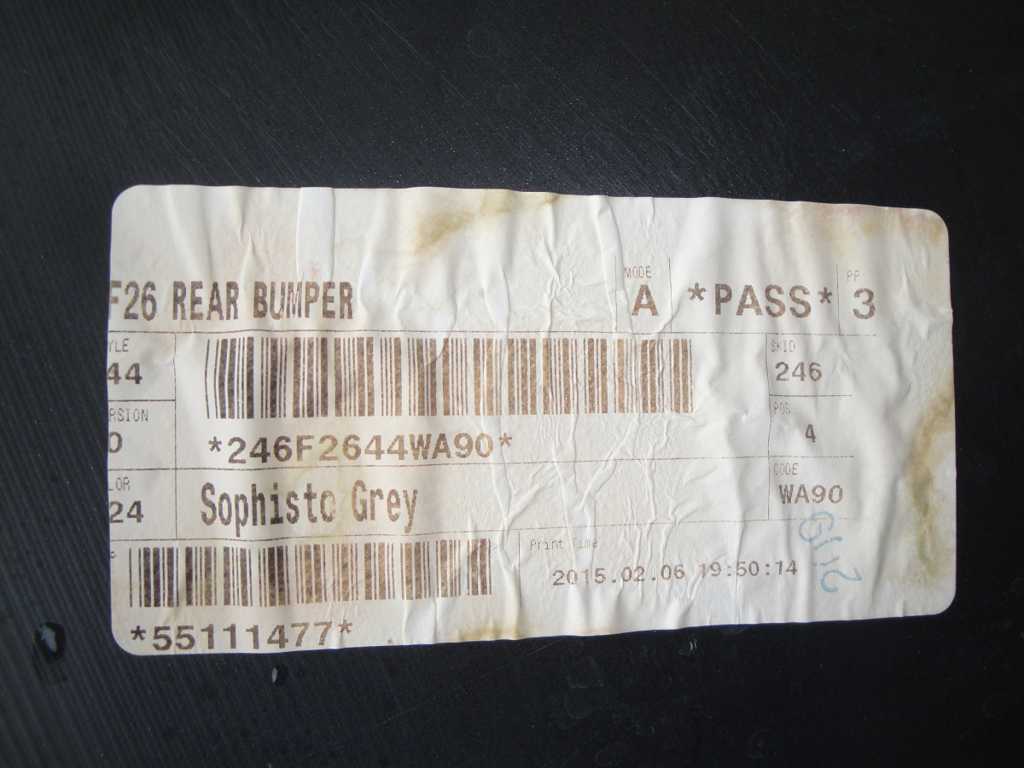 F26 REAR BUMPER
MODE
A
*PASS*
PP
3
YLE
44
SKID
246
RSION
0
*246F2644WA90*
POS
4
LOR
24
Sophisto Grey
CODE
WA90
Print Time
2015.02.06 19:50:14
*55111477*